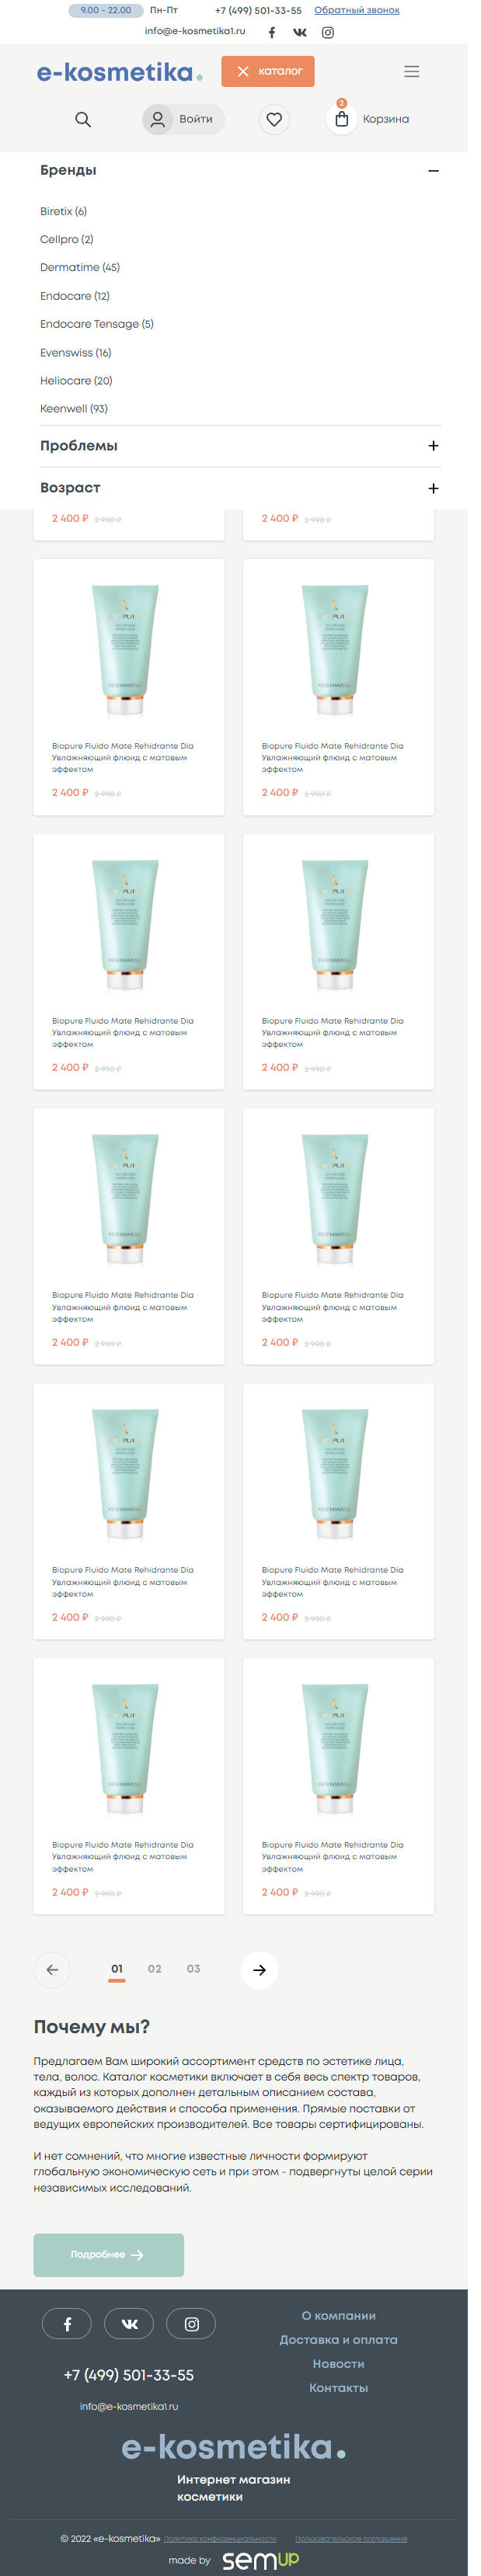 9.00 - 22.00 Пн-Пт +7 (499) 501-33-55 Обратный звонок
info@e-kosmetika1.ru
e-kosmetika. каталог
Войти 2 Корзина
Бренды
Biretix (6)
Cellpro (2)
Dermatime (45)
Endocare (12)
Endocare Tensage (5)
Evenswiss (16)
Heliocare (20)
Keenwell (93)
Проблемы
Возраст
2 400 ₽ 2 990 ₽ 2 400 ₽ 2 990 ₽
KEENWELL KEENWELL
Biopure Fluido Mate Rehidrante Dia Biopure Fluido Mate Rehidrante Dia
Увлажняющий флюид с матовым Увлажняющий флюид с матовым
эффектом эффектом
2 400 ₽ 2 990 ₽ 2 400 ₽ 2 990 ₽
KEENWELL KEENWELL
Biopure Fluido Mate Rehidrante Dia Biopure Fluido Mate Rehidrante Dia
Увлажняющий флюид с матовым Увлажняющий флюид с матовым
эффектом эффектом
2 400 ₽ 2 990 ₽ 2 400 ₽ 2 990 ₽
KEENWELL KEENWELL
Biopure Fluido Mate Rehidrante Dia Biopure Fluido Mate Rehidrante Dia
Увлажняющий флюид с матовым Увлажняющий флюид с матовым
эффектом эффектом
2 400 ₽ 2 990 ₽ 2 400 ₽ 2 990 ₽
KEENWELL KEENWELL
Biopure Fluido Mate Rehidrante Dia Biopure Fluido Mate Rehidrante Dia
Увлажняющий флюид с матовым Увлажняющий флюид с матовым
эффектом эффектом
2 400 ₽ 2 990 ₽ 2 400 ₽ 2 990 ₽
KEENWELL KEENWELL
Biopure Fluido Mate Rehidrante Dia Biopure Fluido Mate Rehidrante Dia
Увлажняющий флюид с матовым Увлажняющий флюид с матовым
эффектом эффектом
2 400 ₽ 2 990 ₽ 2 400 ₽ 2 990 ₽
01 02 03
Почему мы?
Предлагаем Вам широкий ассортимент средств по эстетике лица,
тела, волос. Каталог косметики включает в себя весь спектр товаров,
каждый из которых дополнен детальным описанием состава,
оказываемого действия и способа применения. Прямые поставки от
ведущих европейских производителей. Все товары сертифицированы.
И нет сомнений, что многие известные личности формируют
глобальную экономическую сеть и при этом - подвергнуты целой серии
независимых исследований.
Подробнее
О компании
Доставка и оплата
Новости
Контакты
+7 (499) 501-33-55
info@e-kosmetika1.ru
e-kosmetika.
Интернет магазин
косметики
© 2022 «e-kosmetika» Политика конфиденциальности Пользовательское соглашение
made by semup